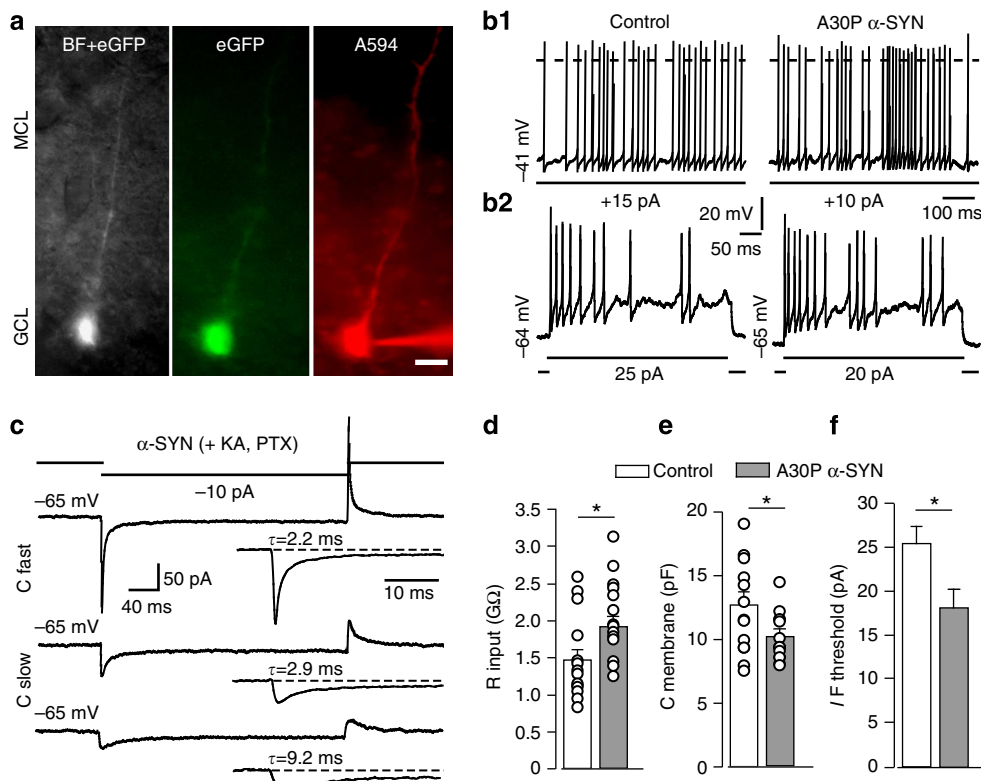 a
BF+eGFP
eGFP
A594
MCL
GCL
b1
Control
A30P α-SYN
–41 mV
+15 pA
+10 pA
100 ms
b2
20 mV
50 ms
–64 mV
–65 mV
25 pA
20 pA
c
α-SYN (+ KA, PTX)
–10 pA
–65 mV
C fast
τ=2.2 ms
50 pA
40 ms
10 ms
–65 mV
C slow
τ=2.9 ms
–65 mV
τ=9.2 ms
d
e
f
Control
A30P α-SYN
R input (GΩ)
3.5
3.0
2.5
2.0
1.5
1.0
0.5
0
*
C membrane (pF)
20
15
10
5
0
*
I F threshold (pA)
30
25
20
15
10
5
0
*